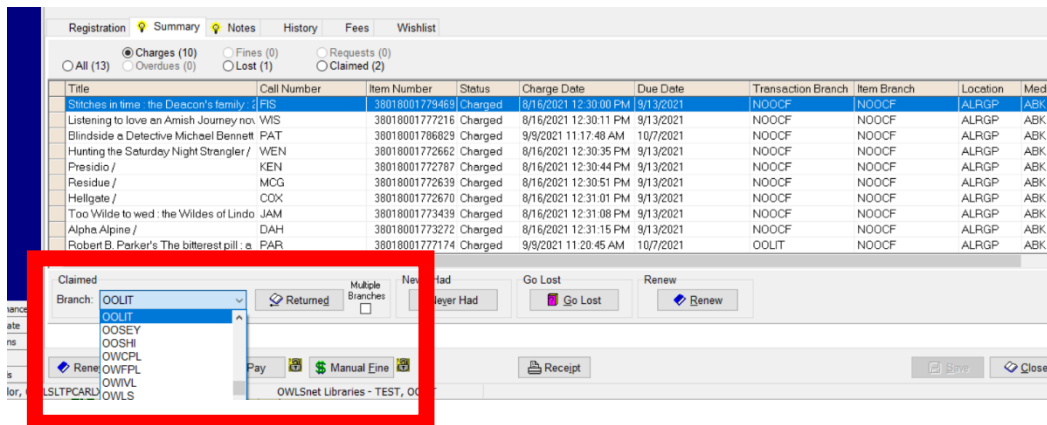 Registration Summary Notes History Fees Wishlist
Charges (10) Fines (0) Requests (0)
All (13) Overdues (0) Lost (1) Claimed (2)
Title Call Number Item Number Status Charge Date Due Date Transaction Branch Item Branch Location Med
Stitches in time : the Deacon's family : 2 FIS 38018001779469 Charged 8/16/2021 12:30:00 PM 9/13/2021 NOOCF NOOCF ALRGP ABK
Listening to love an Amish Journey nov WIS 38018001777216 Charged 8/16/2021 12:30:11 PM 9/13/2021 NOOCF NOOCF ALRGP ABK
Blindside a Detective Michael Bennett PAT 38018001786829 Charged 9/9/2021 11:17:48 AM 10/7/2021 NOOCF NOOCF ALRGP ABK
Hunting the Saturday Night Strangler / WEN 38018001772662 Charged 8/16/2021 12:30:35 PM 9/13/2021 NOOCF NOOCF ALRGP ABK
Presidio / KEN 38018001772787 Charged 8/16/2021 12:30:44 PM 9/13/2021 NOOCF NOOCF ALRGP ABK
Residue / MCG 38018001772639 Charged 8/16/2021 12:30:51 PM 9/13/2021 NOOCF NOOCF ALRGP ABK
Hellgate / COX 38018001772670 Charged 8/16/2021 12:31:01 PM 9/13/2021 NOOCF NOOCF ALRGP ABK
Too Wilde to wed : the Wildes of Lindo JAM 38018001773439 Charged 8/16/2021 12:31:08 PM 9/13/2021 NOOCF NOOCF ALRGP ABK
Alpha Alpine / DAH 38018001773272 Charged 8/16/2021 12:31:15 PM 9/13/2021 NOOCF NOOCF ALRGP ABK
Robert B. Parker's The bitterest pill : a PAR 38018001777174 Charged 9/9/2021 11:20:45 AM 10/7/2021 OOLIT NOOCF ALRGP ABK
Claimed Multiple Had Go Lost Renew
Branch: OOLIT Returned Branches Had Go Lost Renew
OOLIT
OOSEY
OOSHI
OWCPL
OWFPL
OWIVL
OWLS
Pay Manual Fine Receipt Save Close
OWLSnet Libraries - TEST,